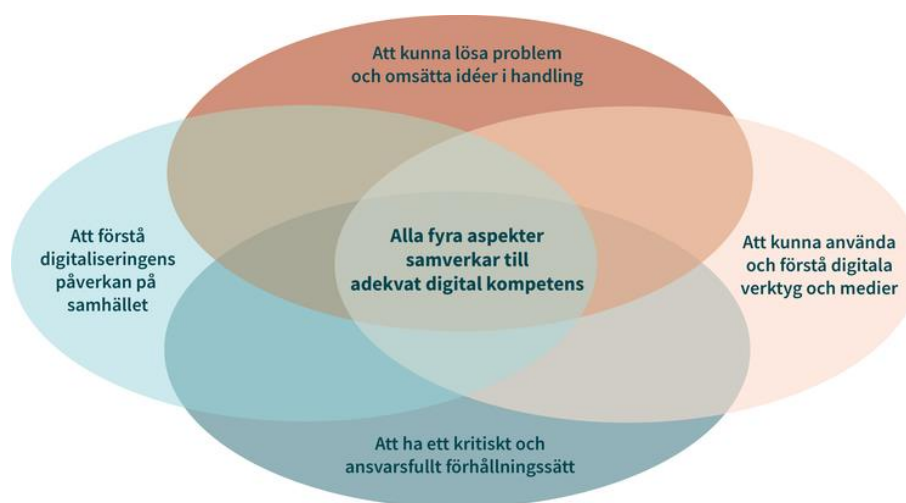 Att kunna lösa problem
och omsätta idéer i handling
Att förstå
digitaliseringens
påverkan på
samhället
Alla fyra aspekter
samverkar till
adekvat digital kompetens
Att kunna använda
och förstå digitala
verktyg och medier
Att ha ett kritiskt och
ansvarsfullt förhållningssätt